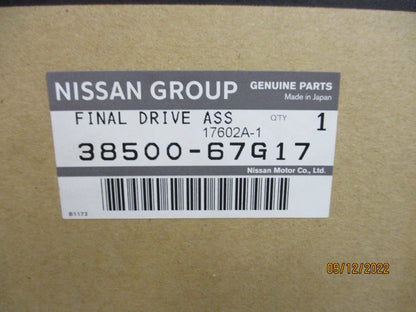 NISSAN GROUP GENUINE PARTS
Made in Japan
FINAL DRIVE ASS QTY 1
17602A-1
38500-67G17
Nissan Motor Co., Ltd.
B1173
09/12/2022